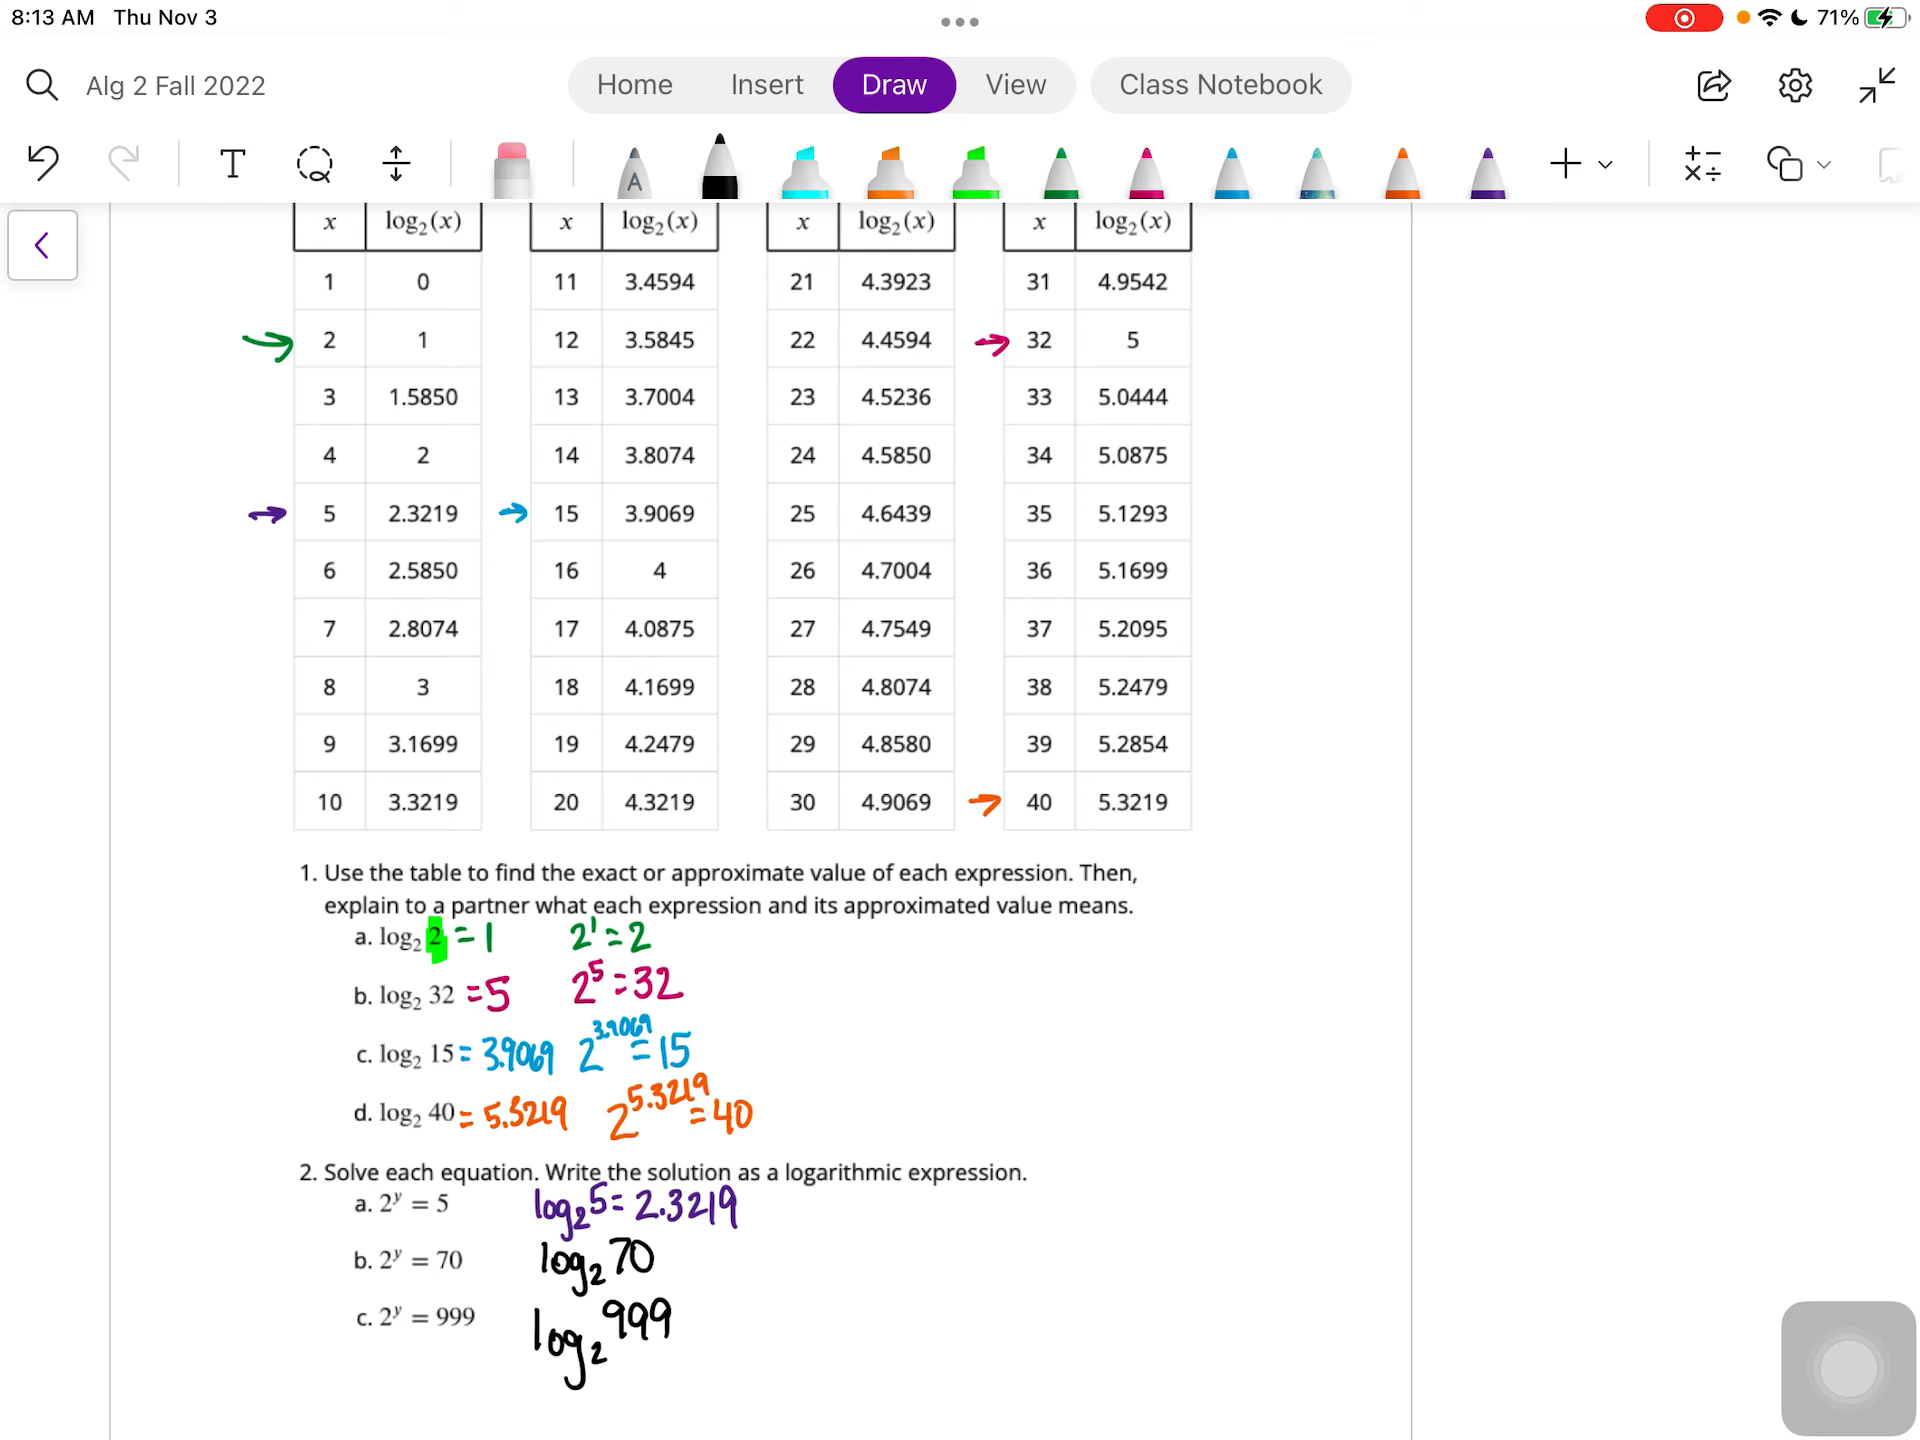 8:13 AM Thu Nov 3 71%
Alg 2 Fall 2022 Home Insert Draw View Class Notebook
T A
x log₂(x) x log₂(x) x log₂(x) x log₂(x)
1 0 11 3.4594 21 4.3923 31 4.9542
2 1 12 3.5845 22 4.4594 32 5
3 1.5850 13 3.7004 23 4.5236 33 5.0444
4 2 14 3.8074 24 4.5850 34 5.0875
5 2.3219 15 3.9069 25 4.6439 35 5.1293
6 2.5850 16 4 26 4.7004 36 5.1699
7 2.8074 17 4.0875 27 4.7549 37 5.2095
8 3 18 4.1699 28 4.8074 38 5.2479
9 3.1699 19 4.2479 29 4.8580 39 5.2854
10 3.3219 20 4.3219 30 4.9069 40 5.3219
1. Use the table to find the exact or approximate value of each expression. Then,
explain to a partner what each expression and its approximated value means.
a. log₂ 2 = 1 2¹ = 2
b. log₂ 32 = 5 2⁵ = 32
c. log₂ 15 = 3.9069 2^3.9069 = 15
d. log₂ 40 = 5.3219 2^5.3219 = 40
2. Solve each equation. Write the solution as a logarithmic expression.
a. 2^y = 5 log₂5 = 2.3219
b. 2^y = 70 log₂70
c. 2^y = 999 log₂999